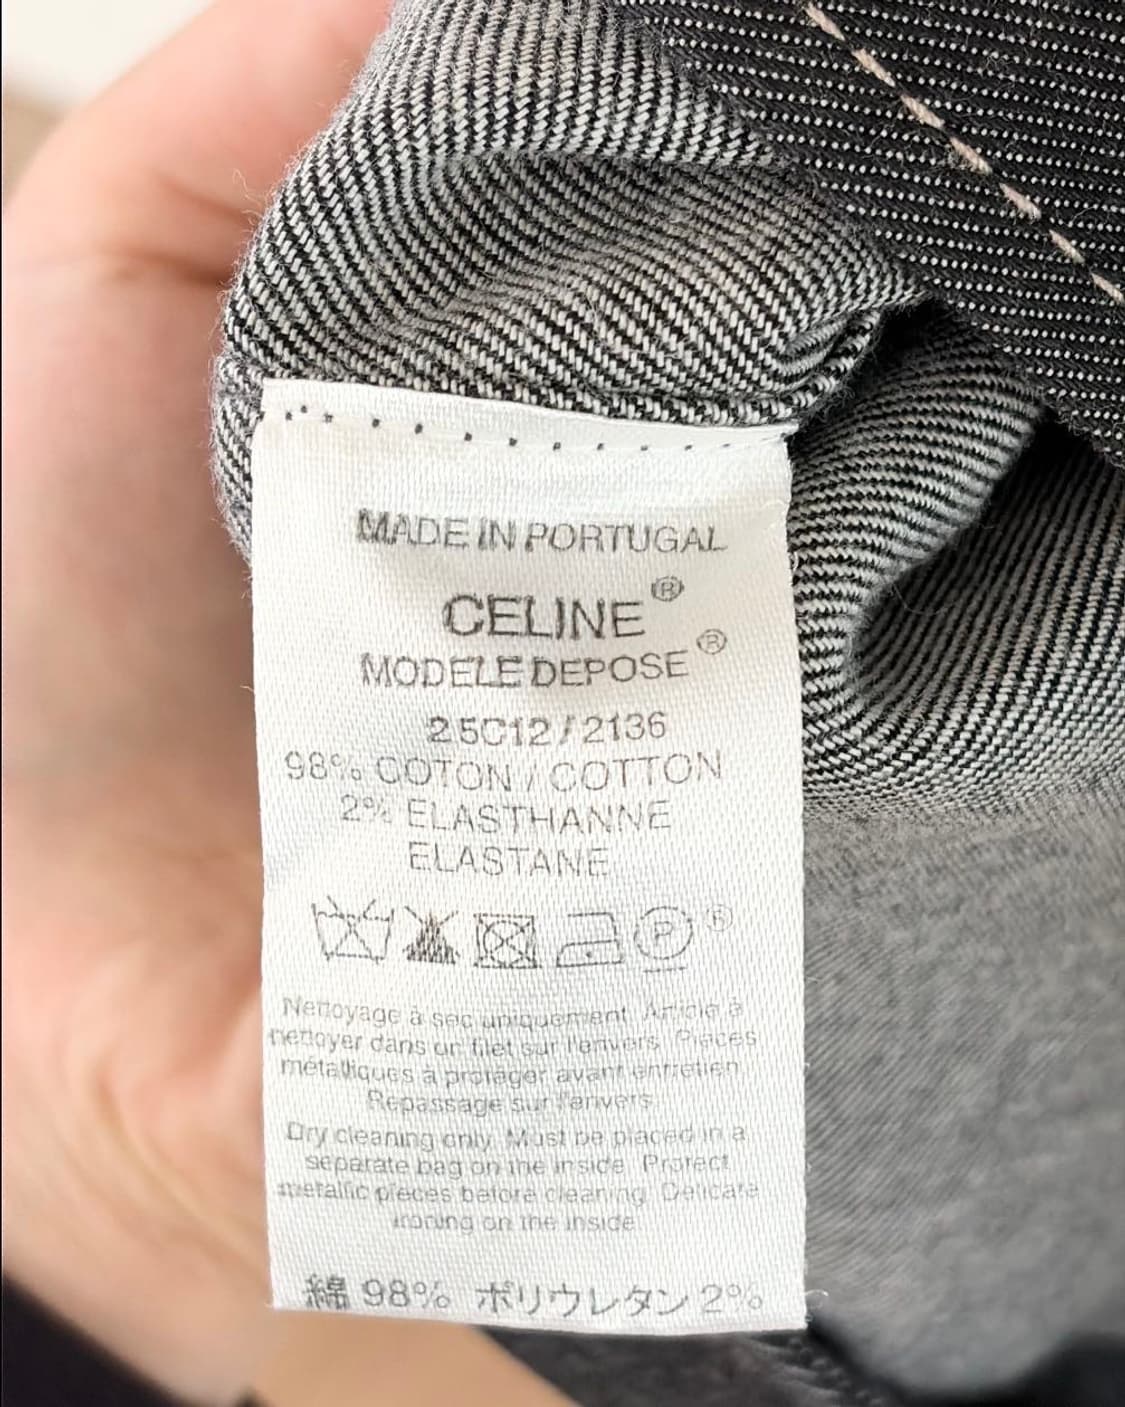 MADE IN PORTUGAL
CELINE®
MODELE DEPOSE®
25C12/2136
98% COTON / COTTON
2% ELASTHANNE
ELASTANE
P ®
Nettoyage à sec uniquement. Article à
nettoyer dans un filet sur l'envers. Pièces
métalliques à protéger avant entretien.
Repassage sur l'envers.
Dry cleaning only. Must be placed in a
separate bag on the inside. Protect
metallic pieces before cleaning. Delicate
ironing on the inside.
綿 98% ポリウレタン 2%